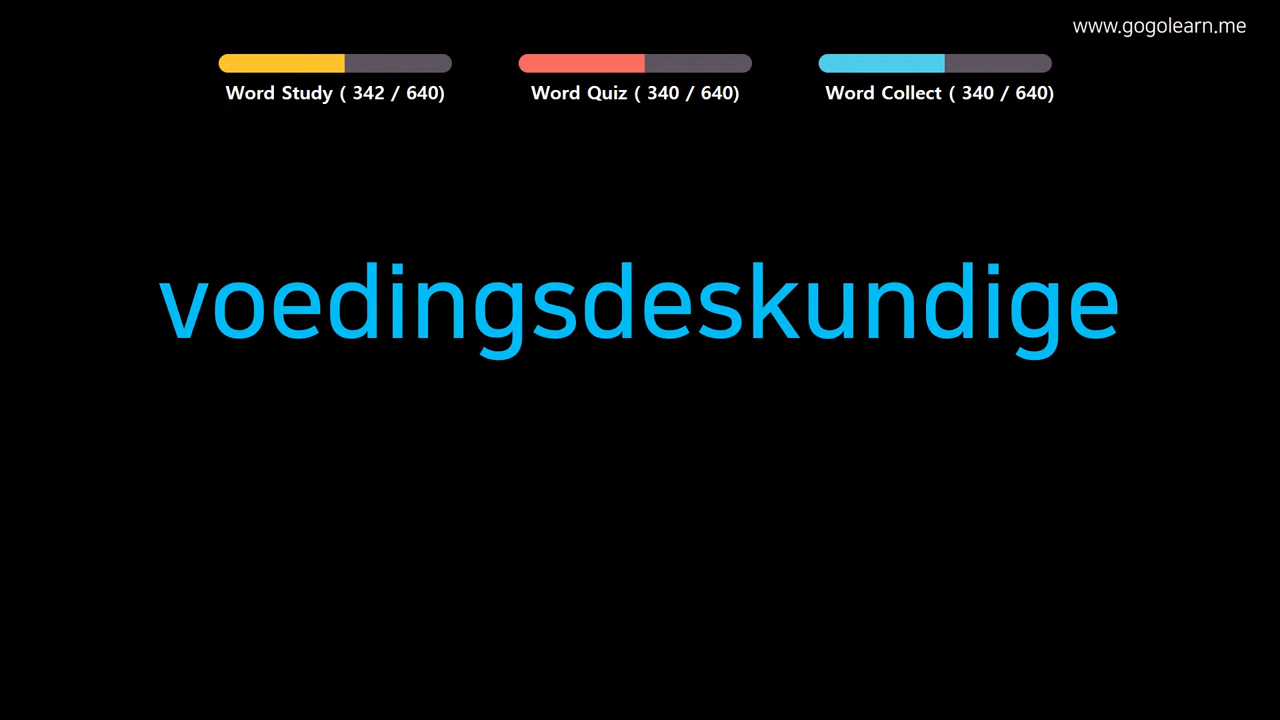 www.gogolearn.me
Word Study ( 342 / 640)
Word Quiz ( 340 / 640)
Word Collect ( 340 / 640)
voedingsdeskundige